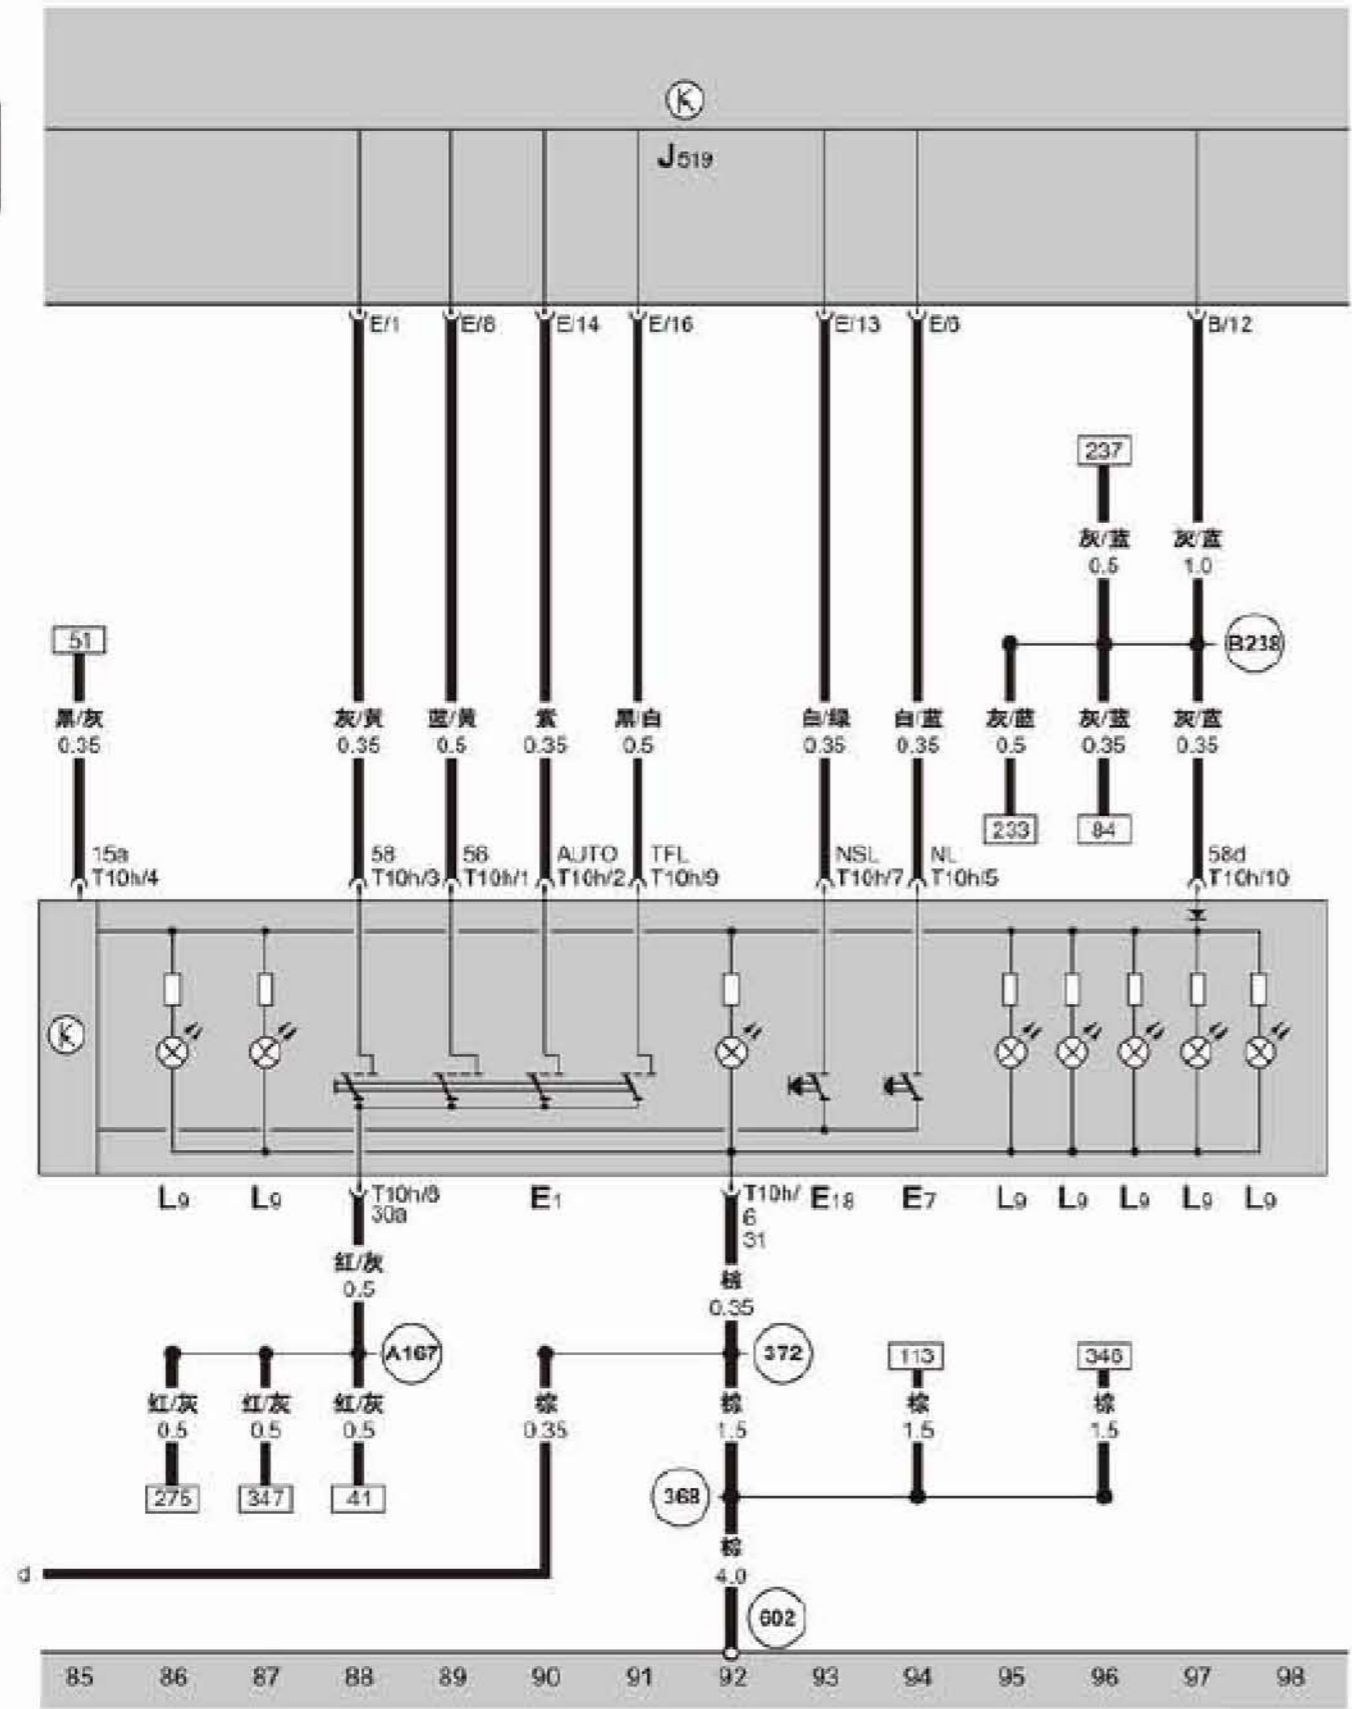 K
J519
E/1 E/8 E/14 E/16 E/13 E/6 B/12
237
灰/蓝 灰/蓝
0.5 1.0
51
B238
黑/灰 灰/黄 蓝/黄 紫 黑/白 白/绿 白/蓝 灰/蓝 灰/蓝 灰/蓝
0.35 0.35 0.5 0.35 0.5 0.35 0.35 0.5 0.35 0.35
233 84
15a 58 56 AUTO TFL NSL NL 58d
T10h/4 T10h/3 T10h/1 T10h/2 T10h/9 T10h/7 T10h/5 T10h/10
K
L9 L9 T10h/8 E1 T10h/ E18 E7 L9 L9 L9 L9 L9
30a 6
31
红/灰 棕
0.5 0.35
A167 372 113 346
红/灰 红/灰 红/灰 棕 棕 棕 棕
0.5 0.5 0.5 0.35 1.5 1.5 1.5
275 347 41 368
棕
d 4.0
602
85 86 87 88 89 90 91 92 93 94 95 96 97 98